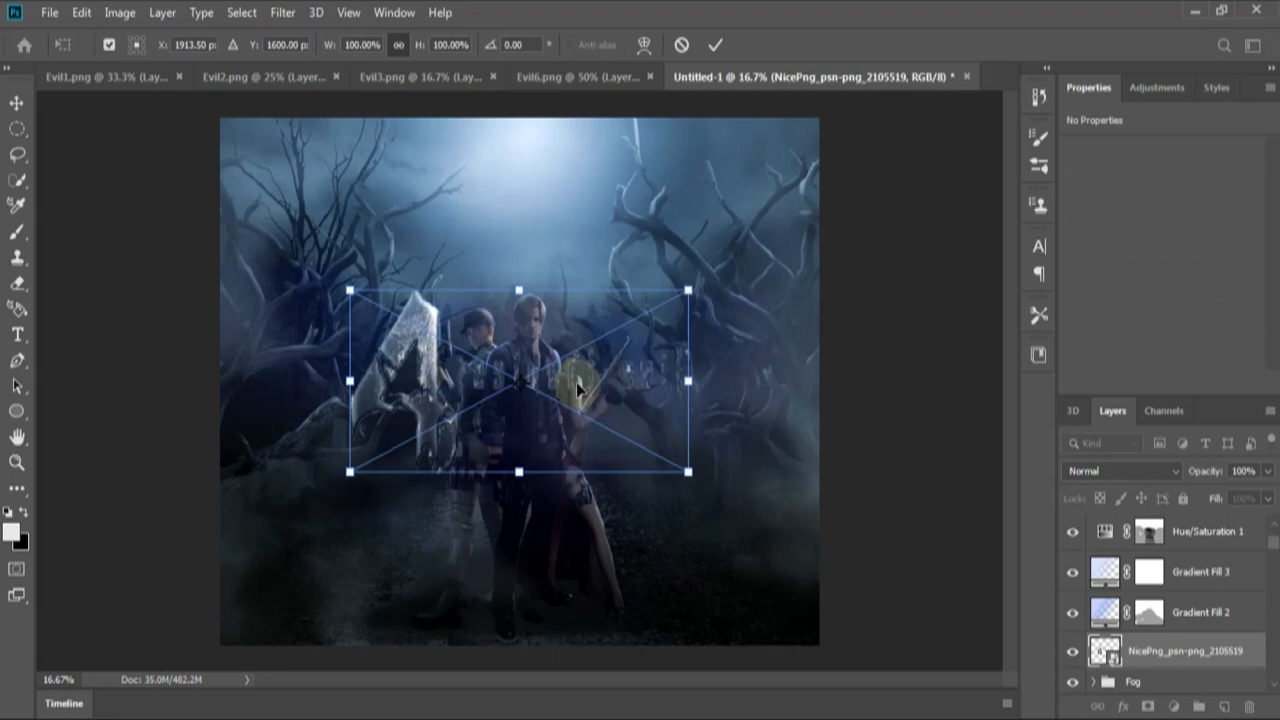 Ps File Edit Image Layer Type Select Filter 3D View Window Help
X: 1913.50 p: Y: 1600.00 p: W: 100.00% H: 100.00% 0.00 ° Anti-alias
Evil1.png @ 33.3% (Lay... × Evil2.png @ 25% (Layer... × Evil3.png @ 16.7% (Lay... × Evil6.png @ 50% (Layer... × Untitled-1 @ 16.7% (NicePng_psn-png_2105519, RGB/8) * ×
Properties Adjustments Styles
No Properties
3D Layers Channels
Kind
Normal Opacity: 100%
Lock: Fill: 100%
Hue/Saturation 1
Gradient Fill 3
Gradient Fill 2
NicePng_psn-png_2105519
Fog
16.67% Doc: 35.0M/482.2M
Timeline